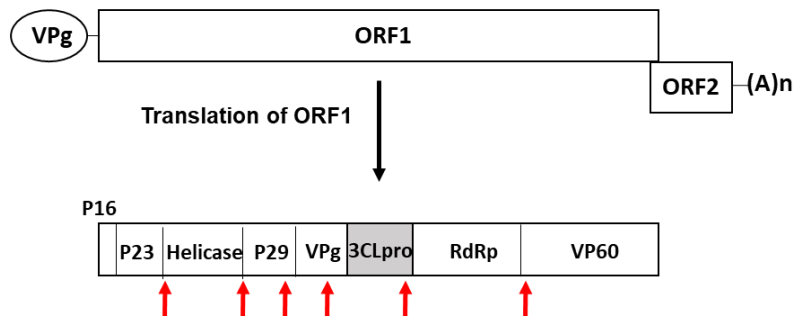 VPg ORF1
ORF2 (A)n
Translation of ORF1
P16
P23 Helicase P29 VPg 3CLpro RdRp VP60